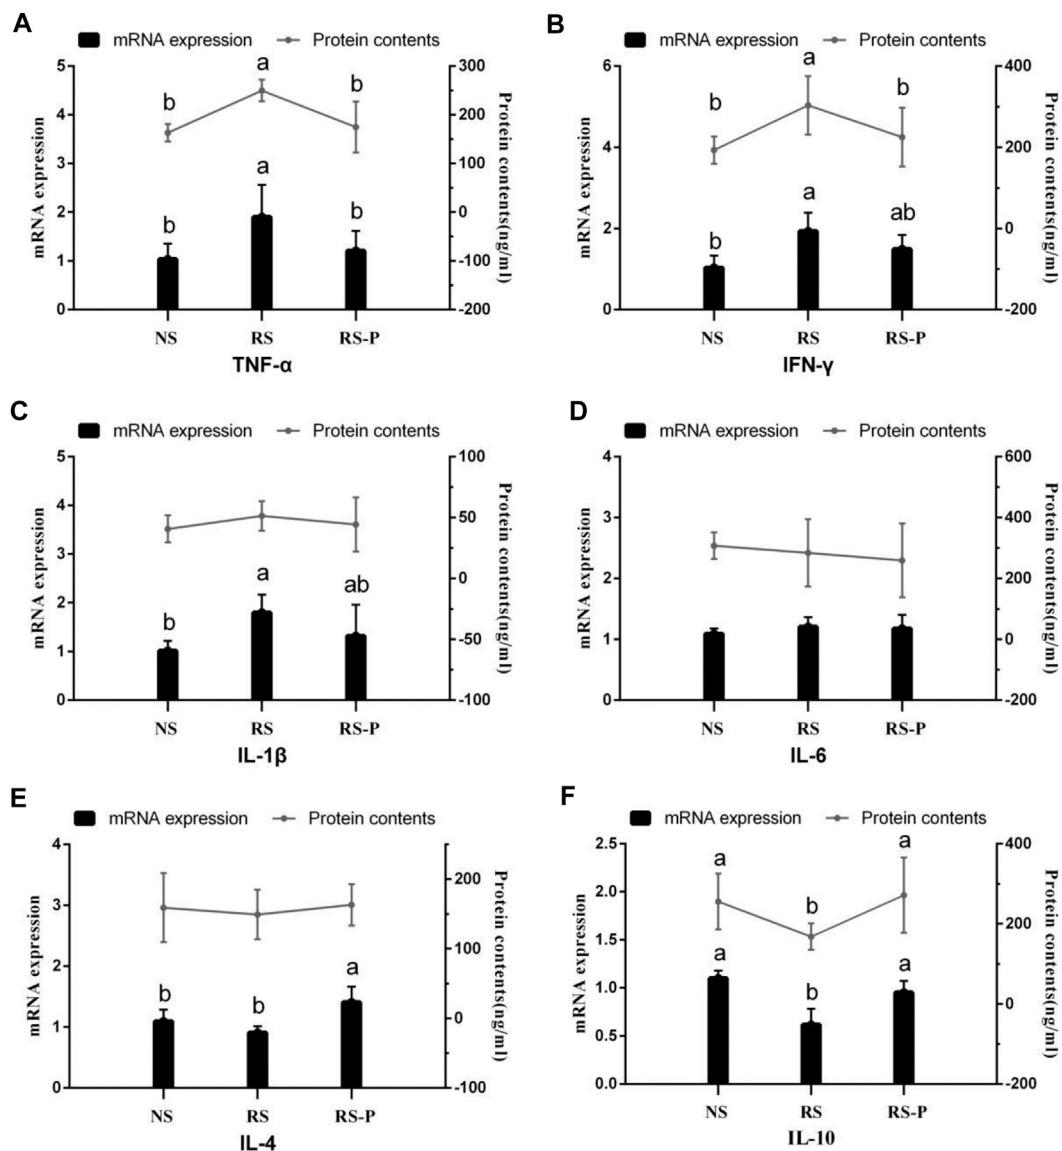 A
B
mRNA expression Protein contents
mRNA expression Protein contents
5
4
3
2
1
0
mRNA expression
300
200
100
0
-100
-200
Protein contents(ng/ml)
b a b
b a b
NS RS RS-P
TNF-α
6
4
2
0
mRNA expression
400
200
0
-200
Protein contents(ng/ml)
b a b
b a ab
NS RS RS-P
IFN-γ
C
D
mRNA expression Protein contents
mRNA expression Protein contents
5
4
3
2
1
0
mRNA expression
100
50
0
-50
-100
Protein contents(ng/ml)
b a ab
NS RS RS-P
IL-1β
4
3
2
1
0
mRNA expression
600
400
200
0
-200
Protein contents(ng/ml)
NS RS RS-P
IL-6
E
F
mRNA expression Protein contents
mRNA expression Protein contents
4
3
2
1
0
mRNA expression
200
100
0
-100
Protein contents(ng/ml)
b b a
NS RS RS-P
IL-4
2.5
2.0
1.5
1.0
0.5
0.0
mRNA expression
400
200
0
-200
Protein contents(ng/ml)
a b a
a b a
NS RS RS-P
IL-10